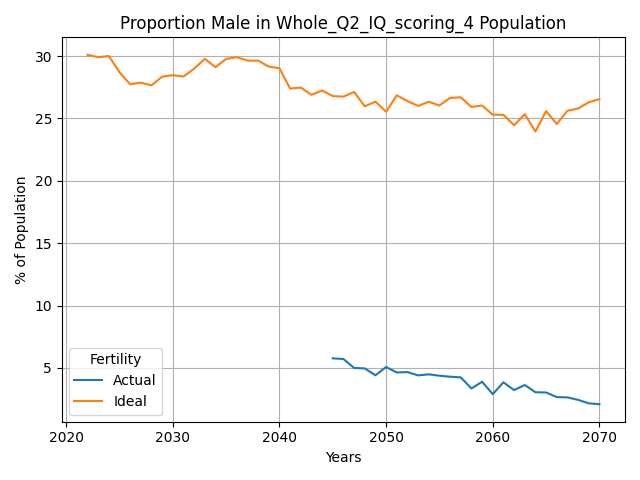 Proportion Male in Whole_Q2_IQ_scoring_4 Population
% of Population
30
25
20
15
10
5
Fertility
Actual
Ideal
2020 2030 2040 2050 2060 2070
Years